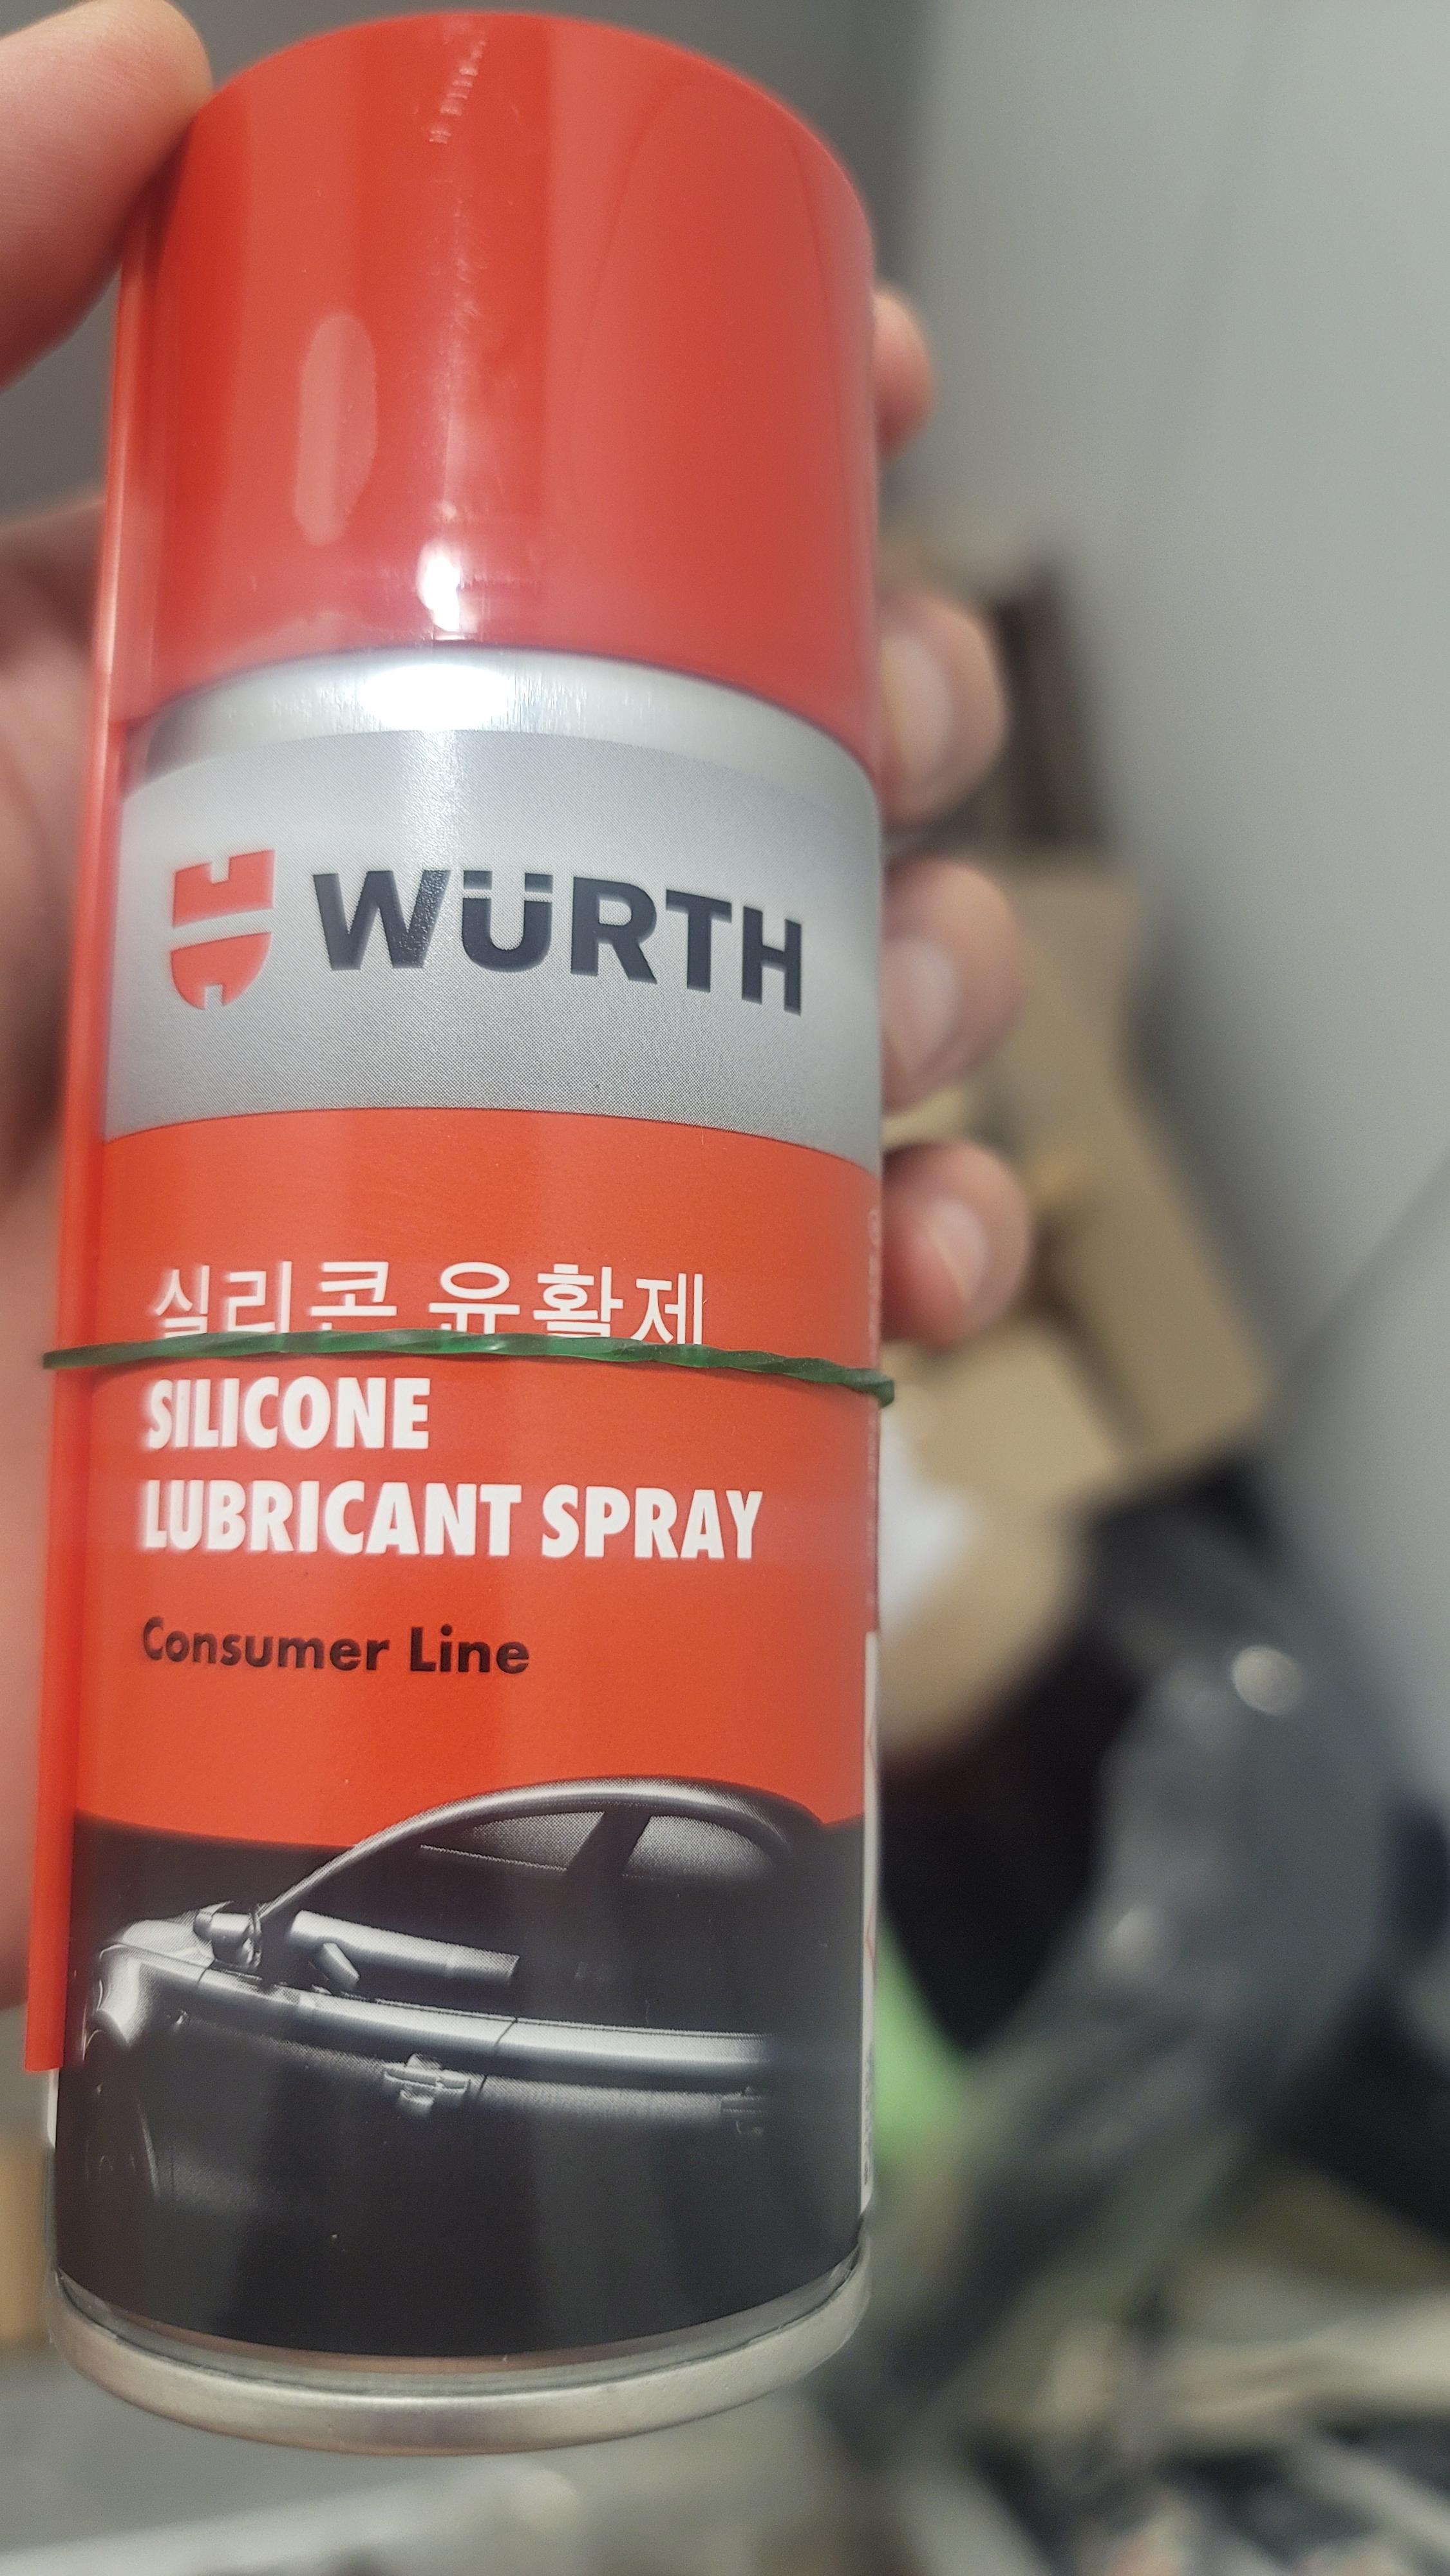 WÜRTH
실리콘 윤활제
SILICONE
LUBRICANT SPRAY
Consumer Line